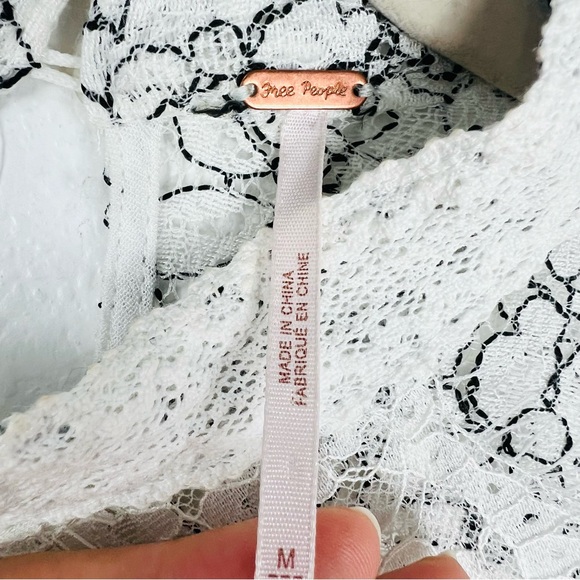 Free People
MADE IN CHINA
FABRIQUÉ EN CHINE
M